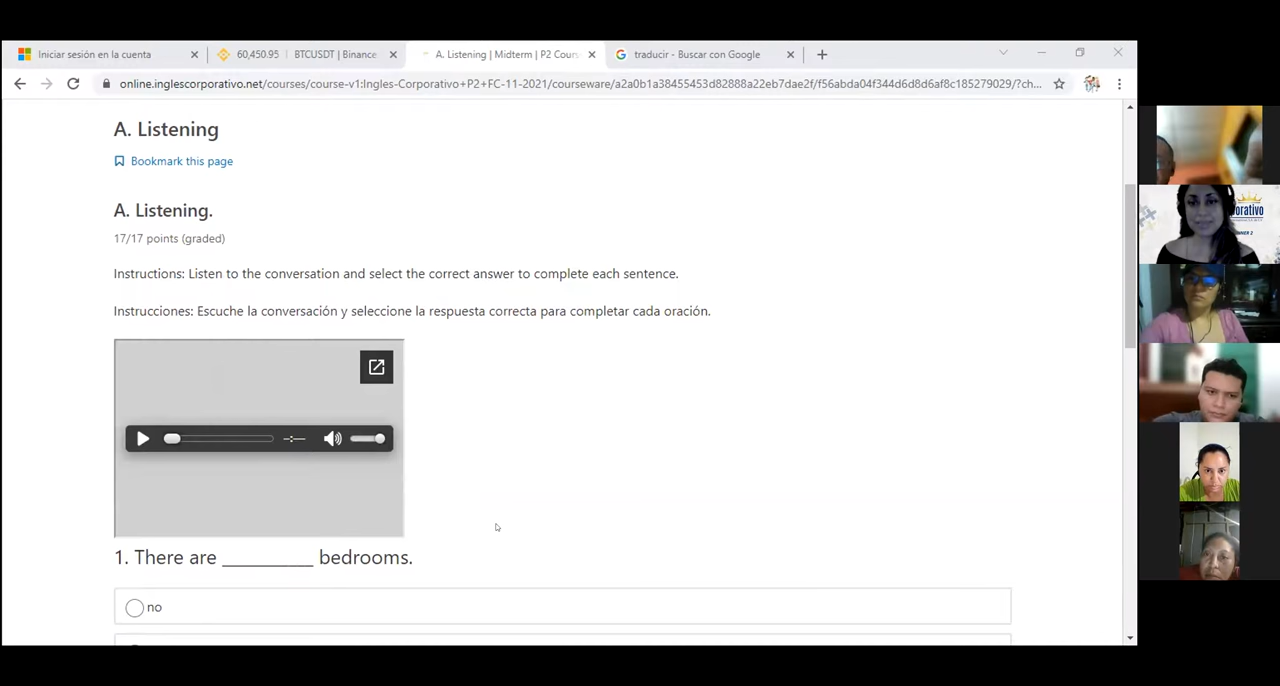 Iniciar sesión en la cuenta
60,450.95 BTCUSDT | Binance
A. Listening | Midterm | P2 Cour
traducir - Buscar con Google
online.inglescorporativo.net/courses/course-v1:Ingles-Corporativo+P2+FC-11-2021/courseware/a2a0b1a38455453d82888a22eb7dae2f/f56abda04f344d6d8d6af8c185279029/?ch...
A. Listening
Bookmark this page
A. Listening.
17/17 points (graded)
Instructions: Listen to the conversation and select the correct answer to complete each sentence.
Instrucciones: Escuche la conversación y seleccione la respuesta correcta para completar cada oración.
-:--
1. There are __________ bedrooms.
no
orativo